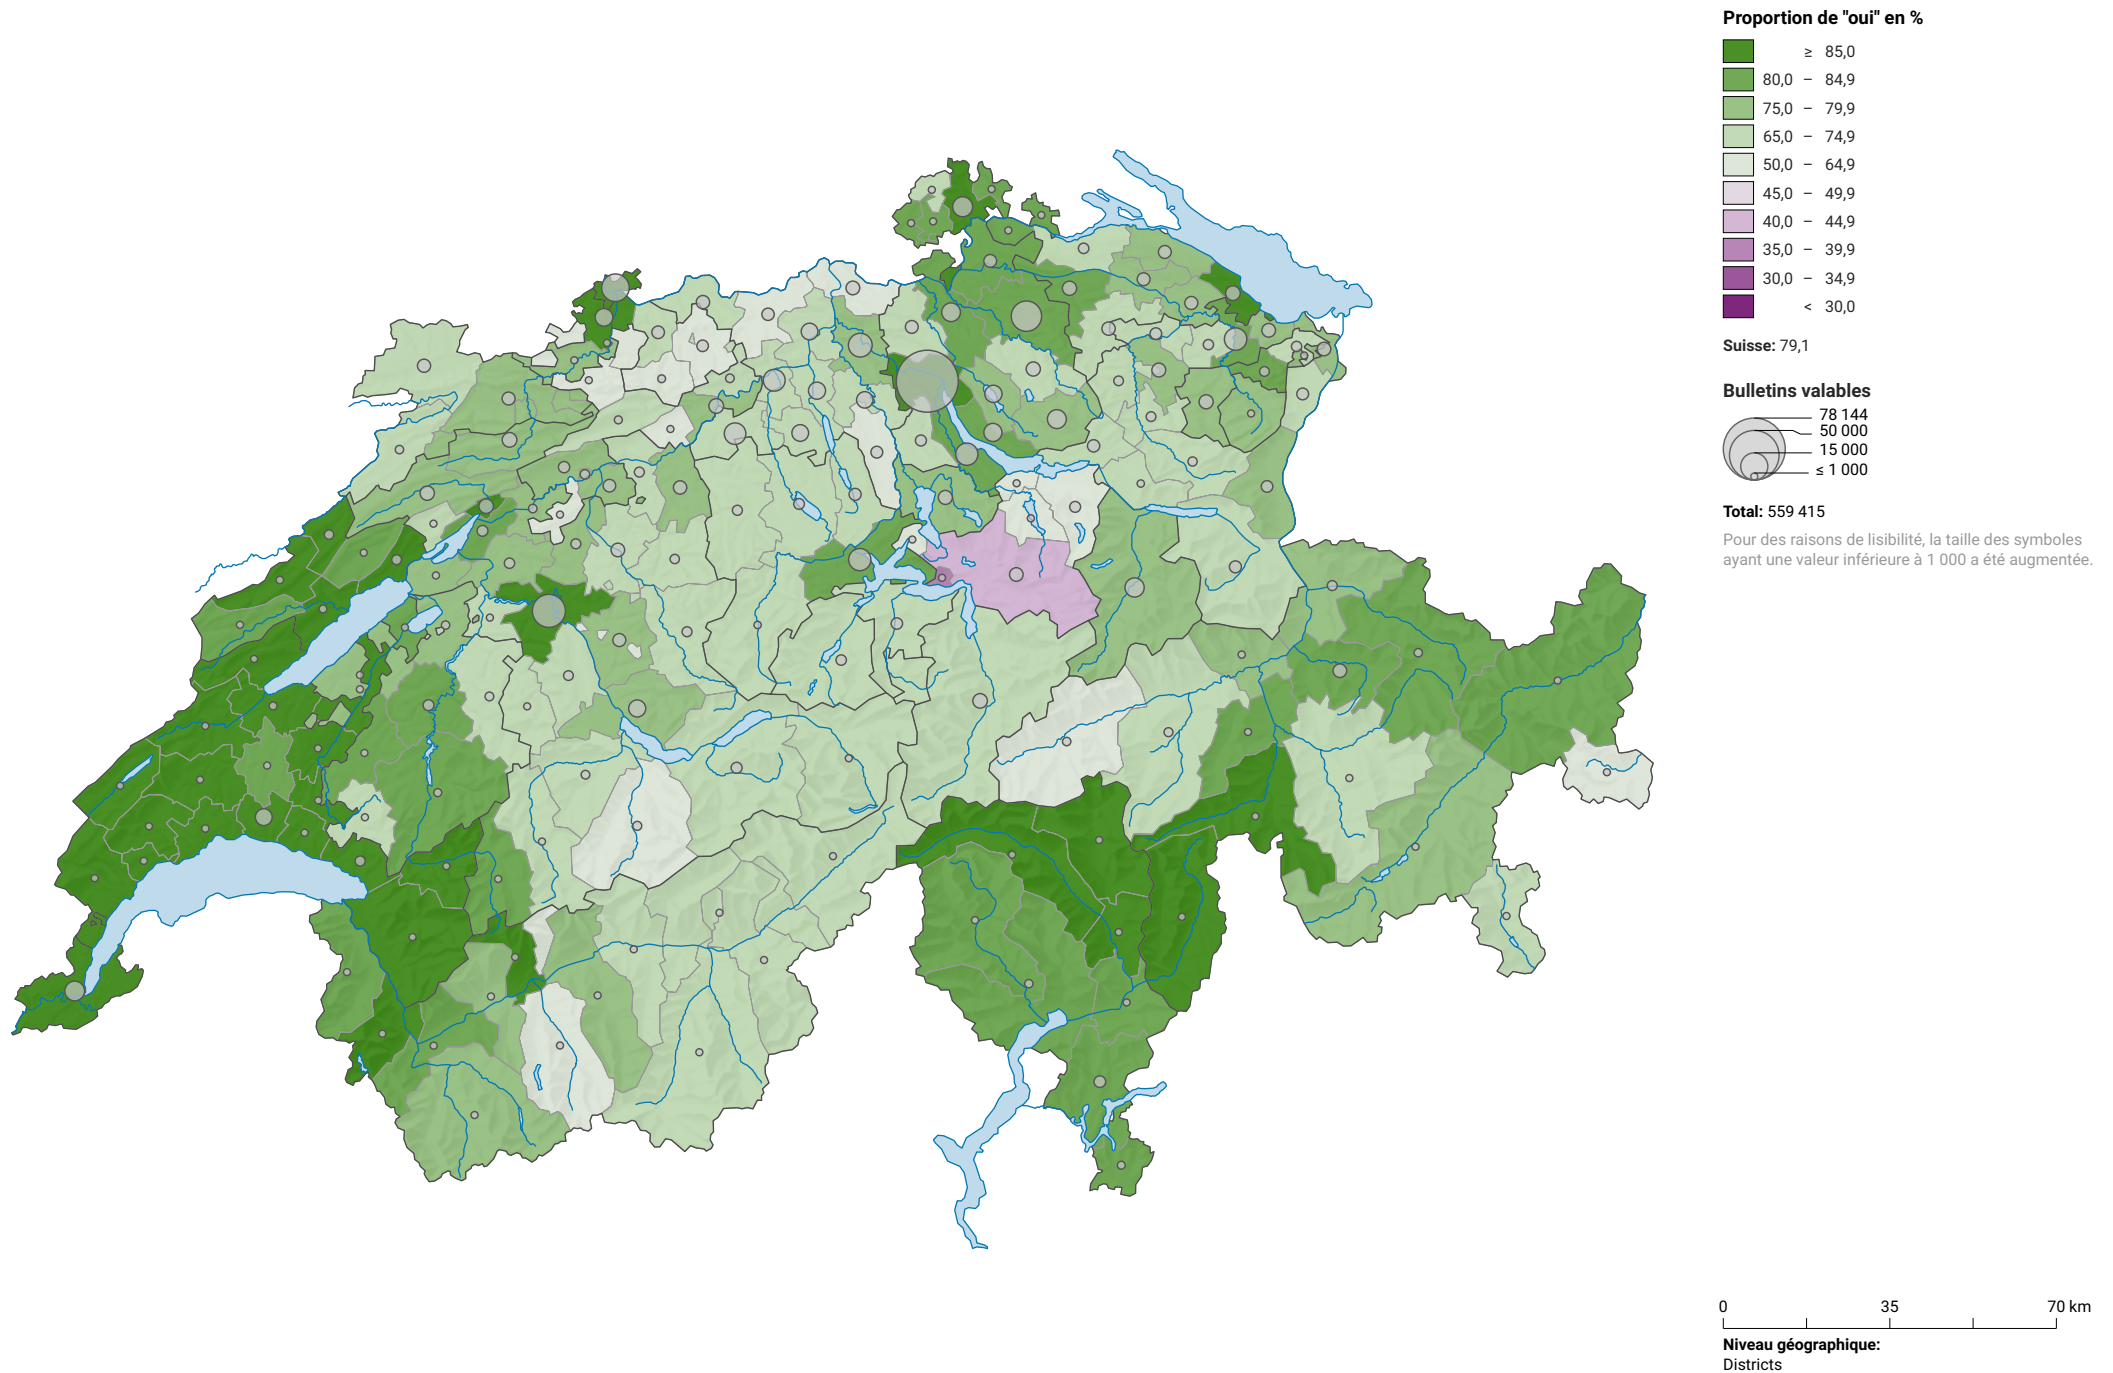 Proportion de "oui" en %
≥ 85,0
80,0 – 84,9
75,0 – 79,9
65,0 – 74,9
50,0 – 64,9
45,0 – 49,9
40,0 – 44,9
35,0 – 39,9
30,0 – 34,9
< 30,0
Suisse: 79,1
Bulletins valables
78 144
50 000
15 000
≤ 1 000
Total: 559 415
Pour des raisons de lisibilité, la taille des symboles
ayant une valeur inférieure à 1 000 a été augmentée.
0 35 70 km
Niveau géographique:
Districts